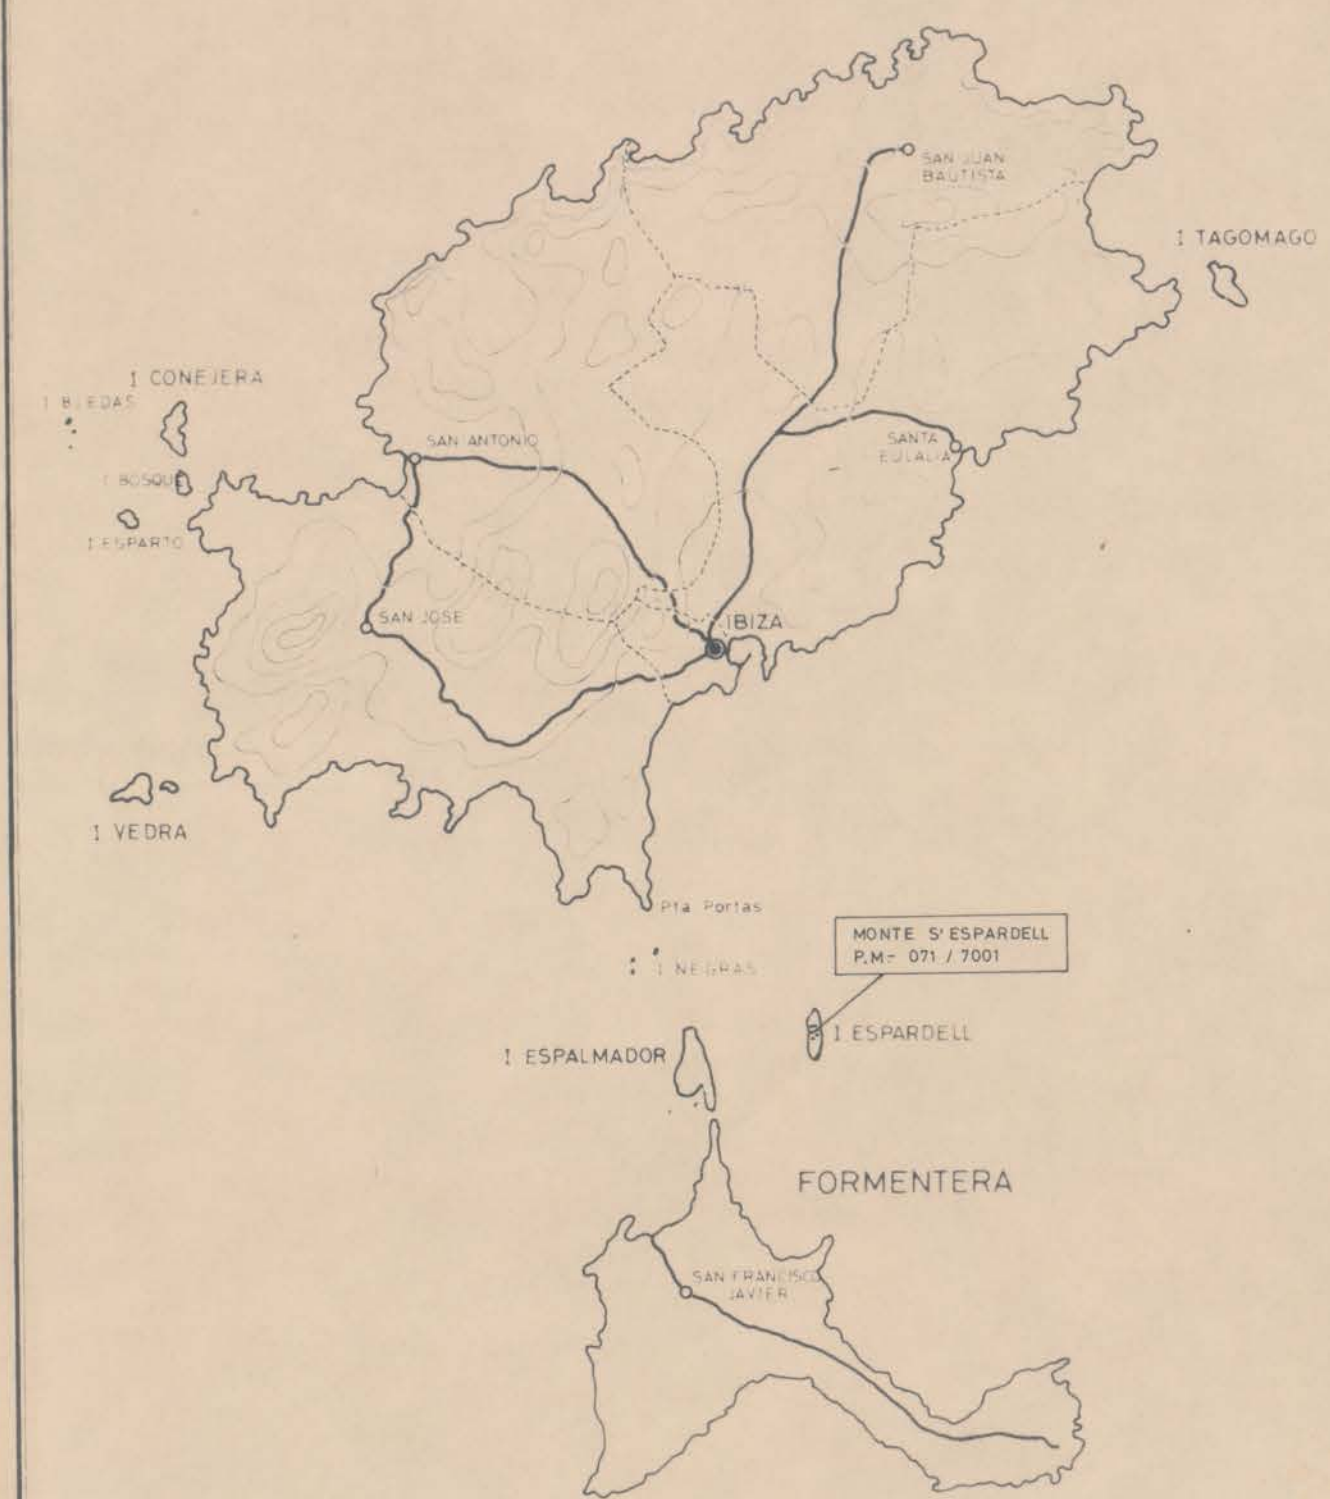 SAN JUAN
BAUTISTA
I TAGOMAGO
I CONEJERA
I BLEDAS
SAN ANTONIO
SANTA
EULALIA
I BOSQUE
I ESPARTO
SAN JOSE
IBIZA
I VEDRA
Pta Portas
MONTE S' ESPARDELL
P.M- 071 / 7001
I NEGRAS
I ESPARDELL
I ESPALMADOR
FORMENTERA
SAN FRANCISCO
JAVIER